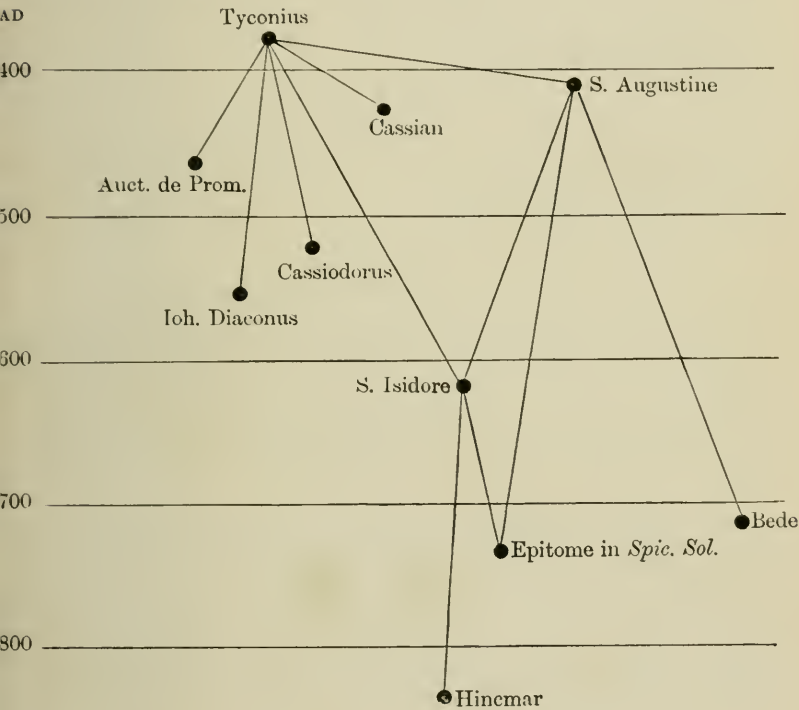 AD
Tyconius
400
S. Augustine
Cassian
Auct. de Prom.
500
Cassiodorus
Ioh. Diaconus
600
S. Isidore
700
Bede
Epitome in Spic. Sol.
800
Hincmar